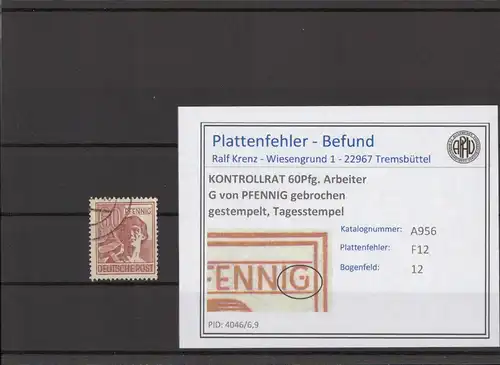 PFENNIG
DEUTSCHE POST
Plattenfehler - Befund
Ralf Krenz - Wiesengrund 1 - 22967 Tremsbüttel
KONTROLLRAT 60Pfg. Arbeiter
G von PFENNIG gebrochen
gestempelt, Tagesstempel
Katalognummer: A956
Plattenfehler: F12
Bogenfeld: 12
FENNIG
PID: 4046/6,9